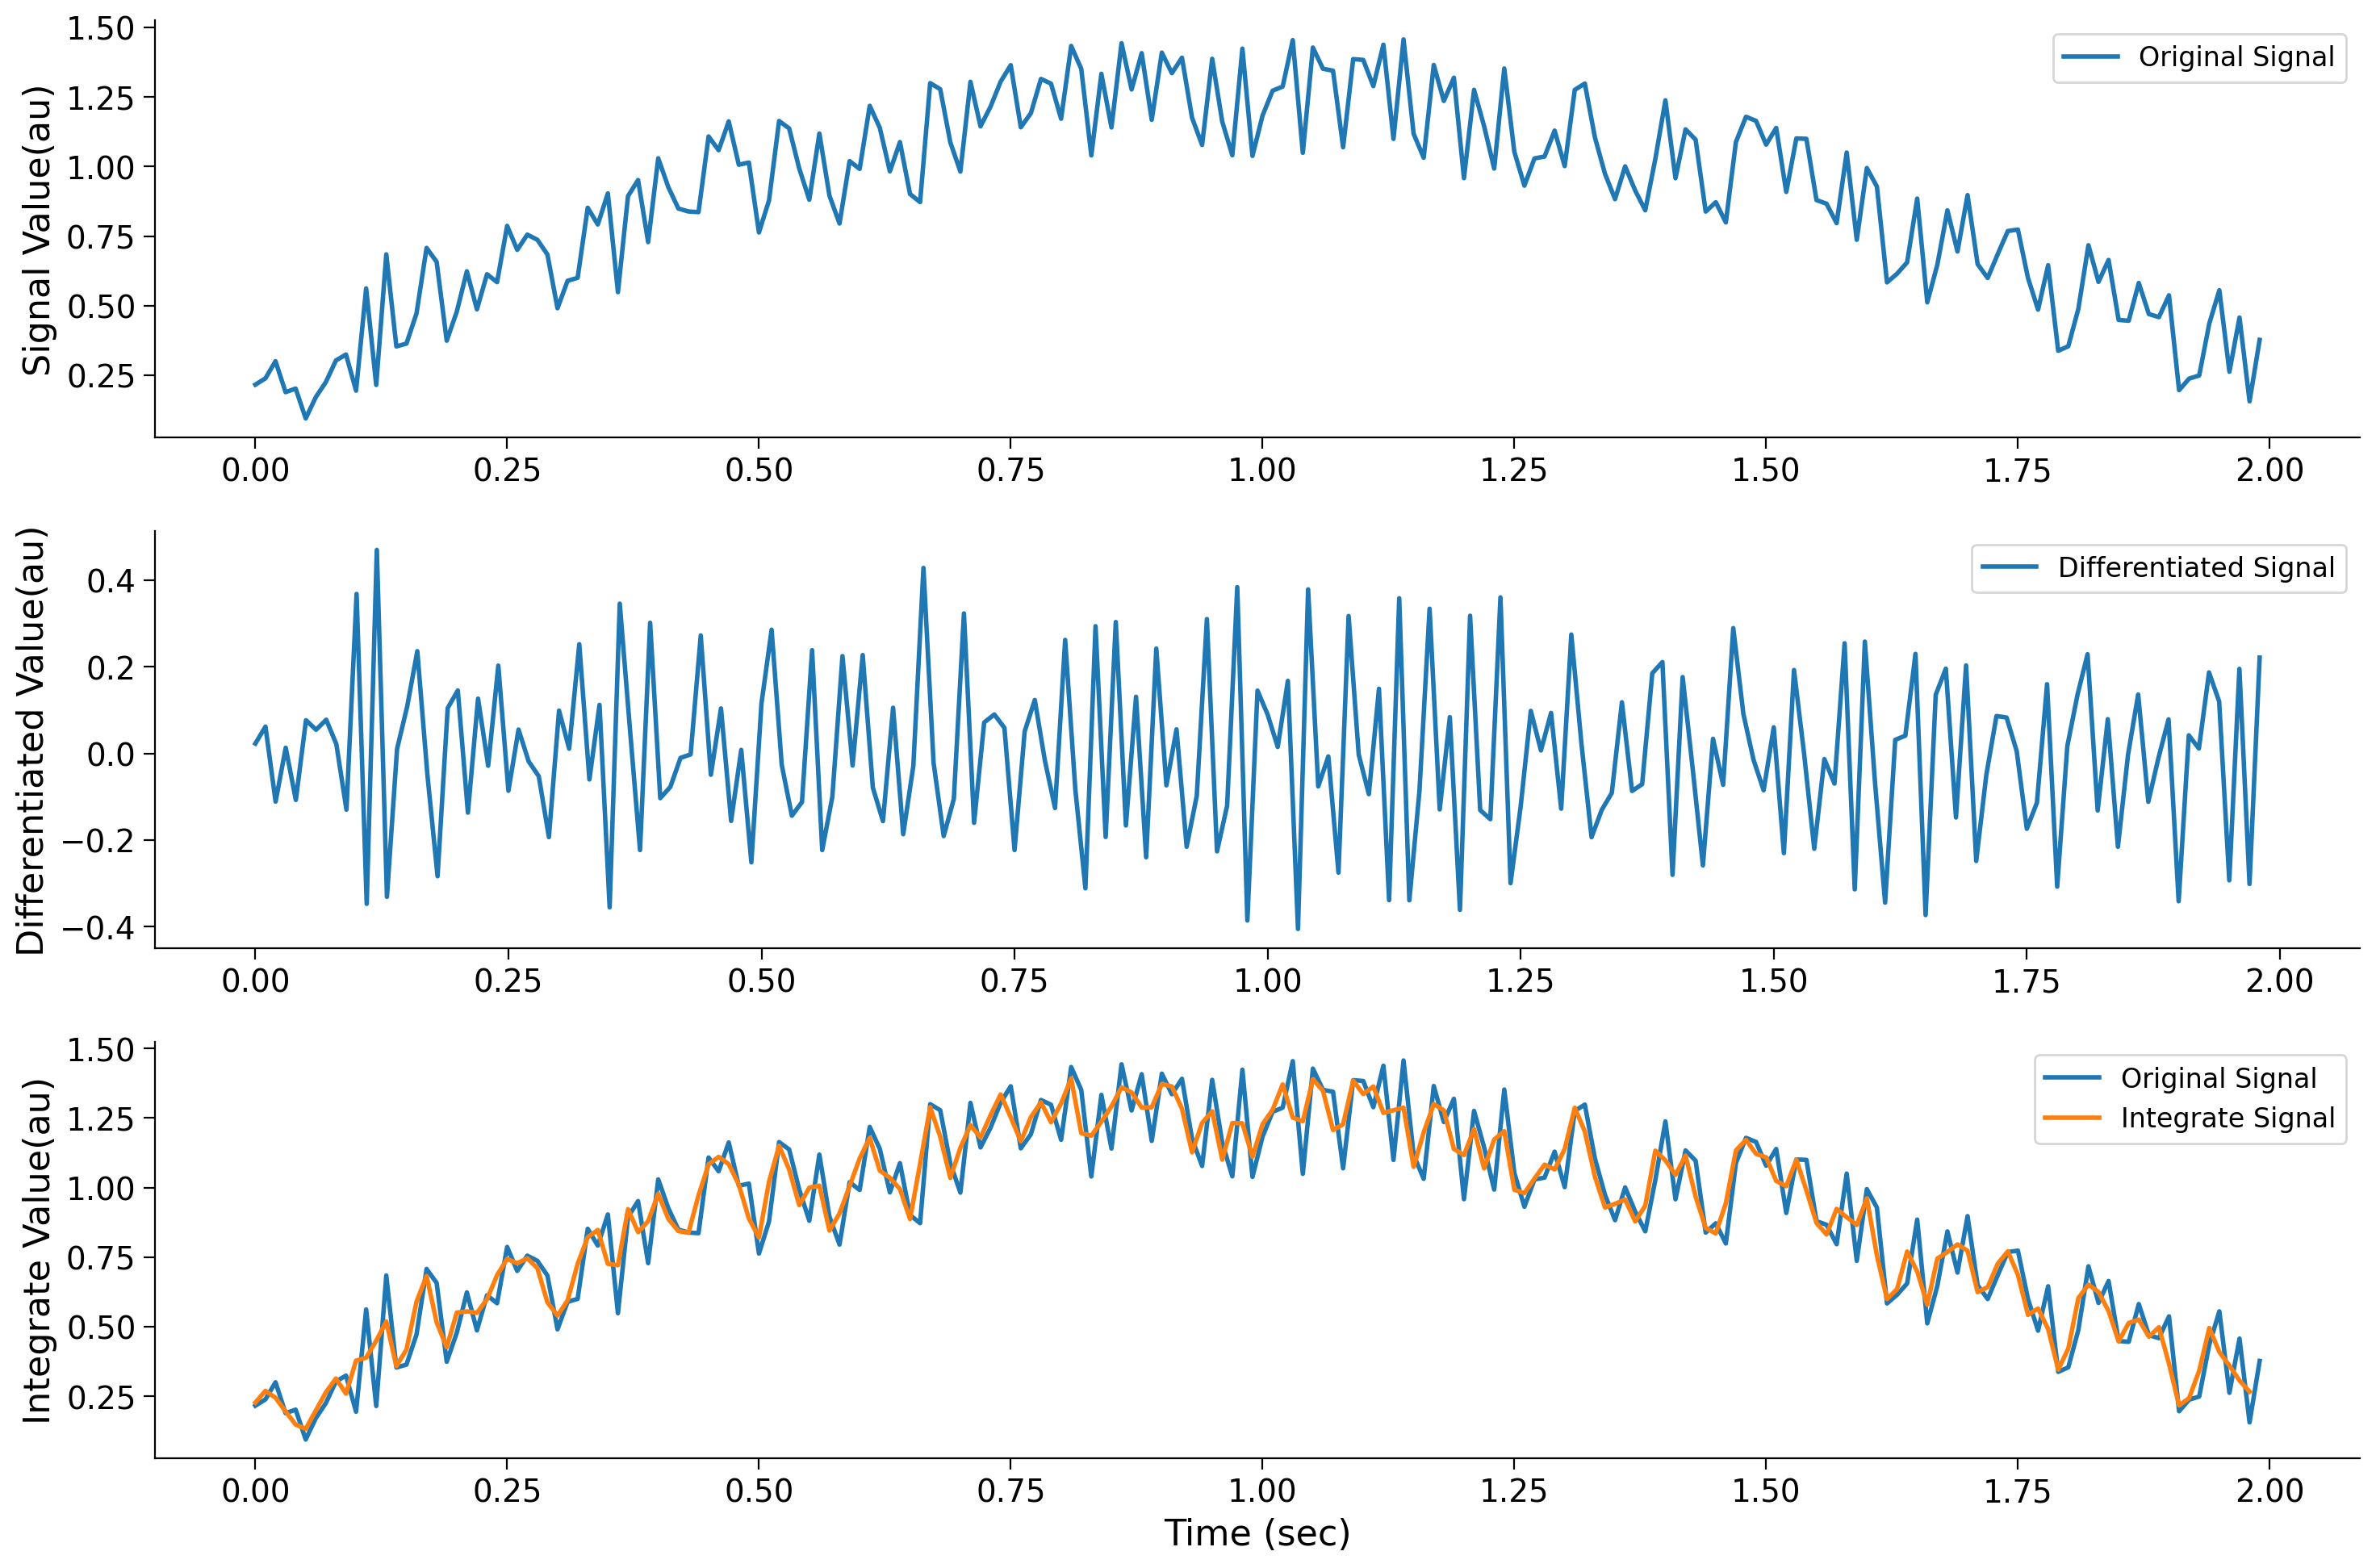 Signal Value(au)
1.50
1.25
1.00
0.75
0.50
0.25
Original Signal
0.00 0.25 0.50 0.75 1.00 1.25 1.50 1.75 2.00
Differentiated Value(au)
0.4
0.2
0.0
−0.2
−0.4
Differentiated Signal
0.00 0.25 0.50 0.75 1.00 1.25 1.50 1.75 2.00
Integrate Value(au)
1.50
1.25
1.00
0.75
0.50
0.25
Original Signal
Integrate Signal
0.00 0.25 0.50 0.75 1.00 1.25 1.50 1.75 2.00
Time (sec)